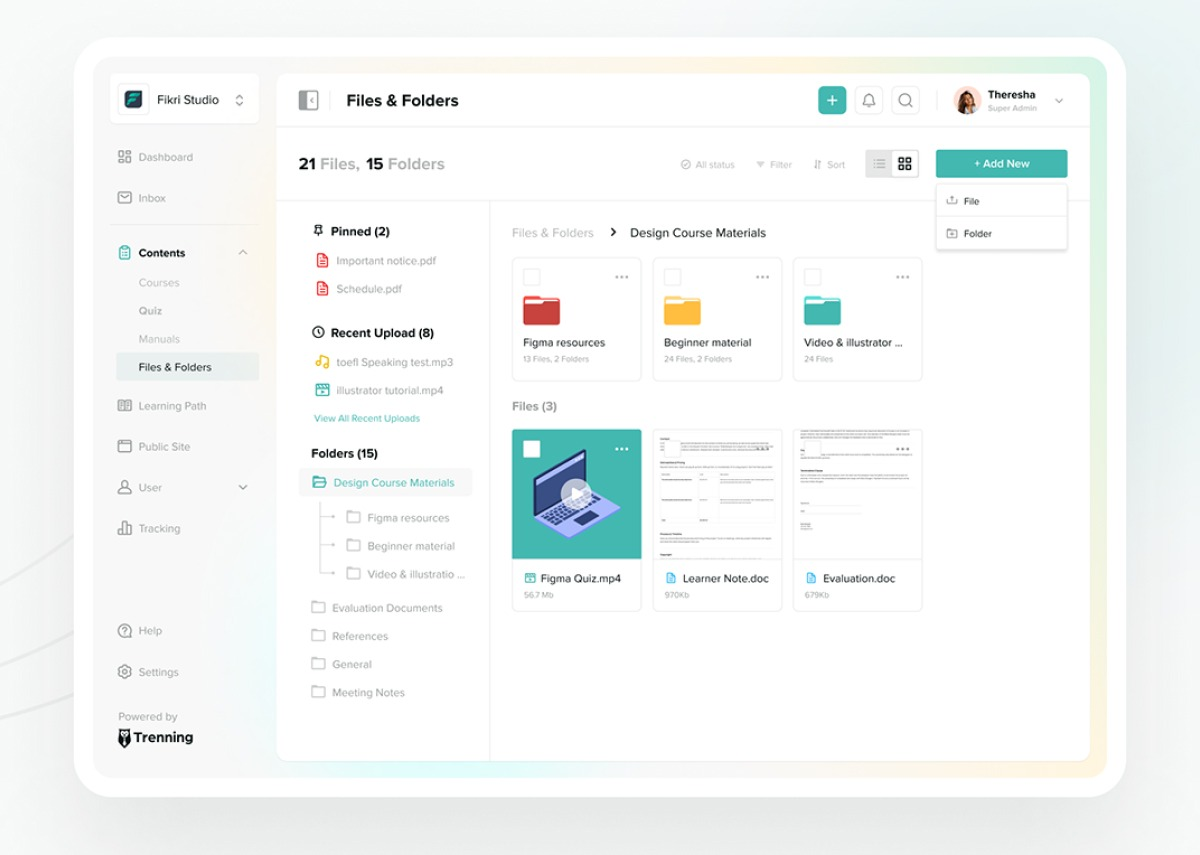 Fikri Studio
Dashboard
Inbox
Contents
Courses
Quiz
Manuals
Files & Folders
Learning Path
Public Site
User
Tracking
Help
Settings
Powered by
Trenning
Files & Folders
Theresha
Super Admin
21 Files, 15 Folders
All status
Filter
Sort
+ Add New
File
Folder
Pinned (2)
Important notice.pdf
Schedule.pdf
Recent Upload (8)
toefl Speaking test.mp3
illustrator tutorial.mp4
View All Recent Uploads
Folders (15)
Design Course Materials
Figma resources
Beginner material
Video & illustratio ...
Evaluation Documents
References
General
Meeting Notes
Files & Folders > Design Course Materials
Figma resources
13 Files, 2 Folders
Beginner material
24 Files, 2 Folders
Video & illustrator ...
24 Files
Files (3)
Figma Quiz.mp4
56.7 Mb
Learner Note.doc
970Kb
Evaluation.doc
679Kb